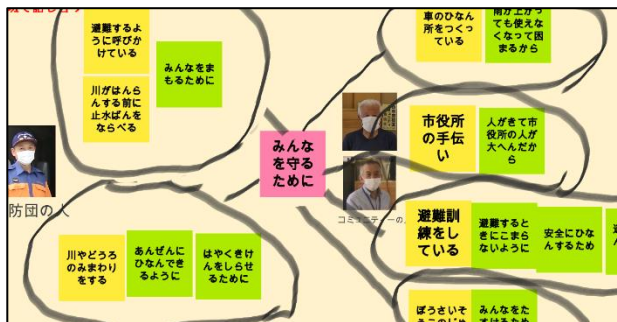 避難するよ
うに呼びか
けている
みんなをま
もるために
川がはんら
んする前に
止水ばんを
ならべる
車のひなん
所をつくっ
ている
雨が上がっ
ても使えな
くなって困
まるから
防団の人
みんな
を守る
ために
市役所
の手伝
い
人がきて市
役所の人が
大へんだか
ら
コミュニティーの
避難訓
練をし
ている
避難すると
きにこまら
ないように
安全にひな
んするため
川やどうろ
のみまわり
をする
あんぜんに
ひなんでき
るように
はやくきけ
んをしらせ
るために
ぼうさいそ
みんなをた